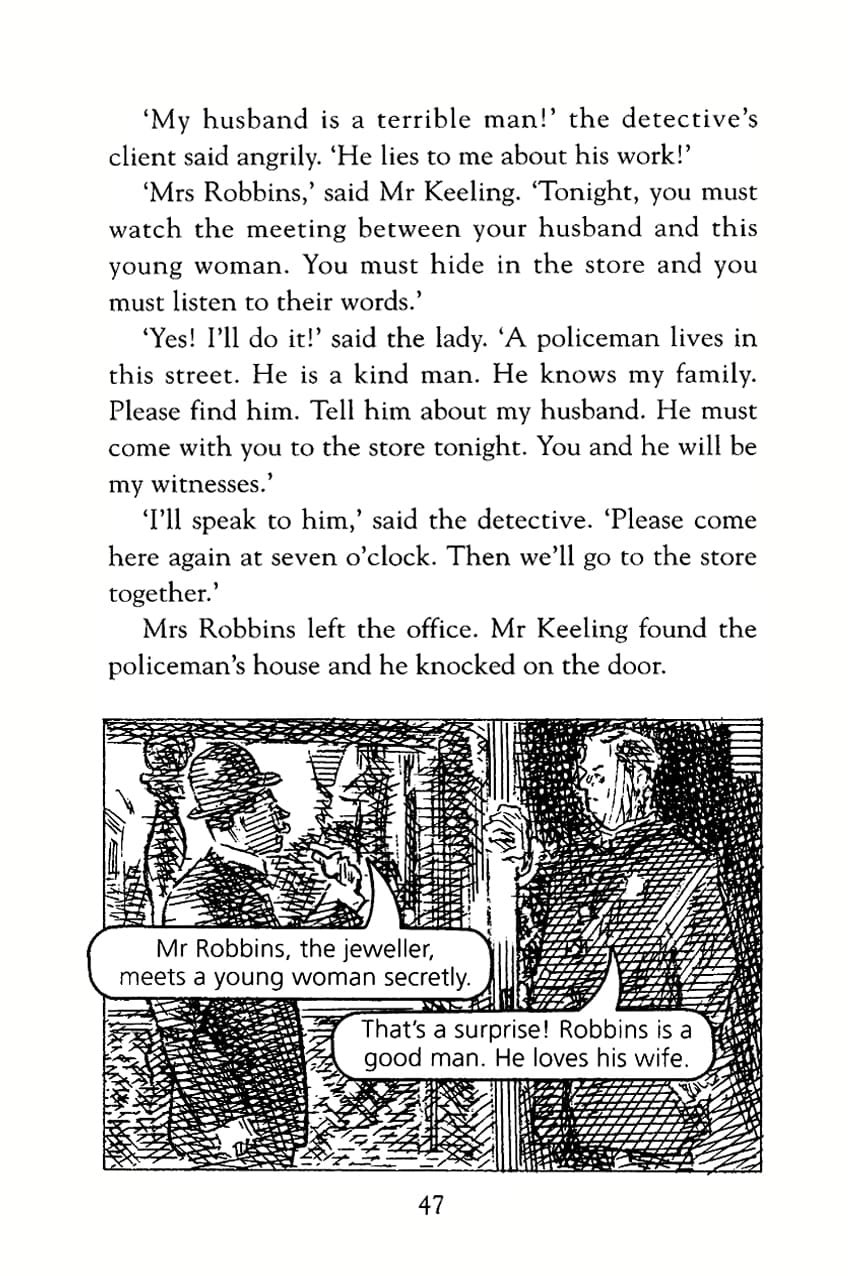 ‘My husband is a terrible man!’ the detective’s
client said angrily. ‘He lies to me about his work!’
‘Mrs Robbins,’ said Mr Keeling. ‘Tonight, you must
watch the meeting between your husband and this
young woman. You must hide in the store and you
must listen to their words.’
‘Yes! I’ll do it!’ said the lady. ‘A policeman lives in
this street. He is a kind man. He knows my family.
Please find him. Tell him about my husband. He must
come with you to the store tonight. You and he will be
my witnesses.’
‘I’ll speak to him,’ said the detective. ‘Please come
here again at seven o’clock. Then we’ll go to the store
together.’
Mrs Robbins left the office. Mr Keeling found the
policeman’s house and he knocked on the door.
Mr Robbins, the jeweller,
meets a young woman secretly.
That’s a surprise! Robbins is a
good man. He loves his wife.
47